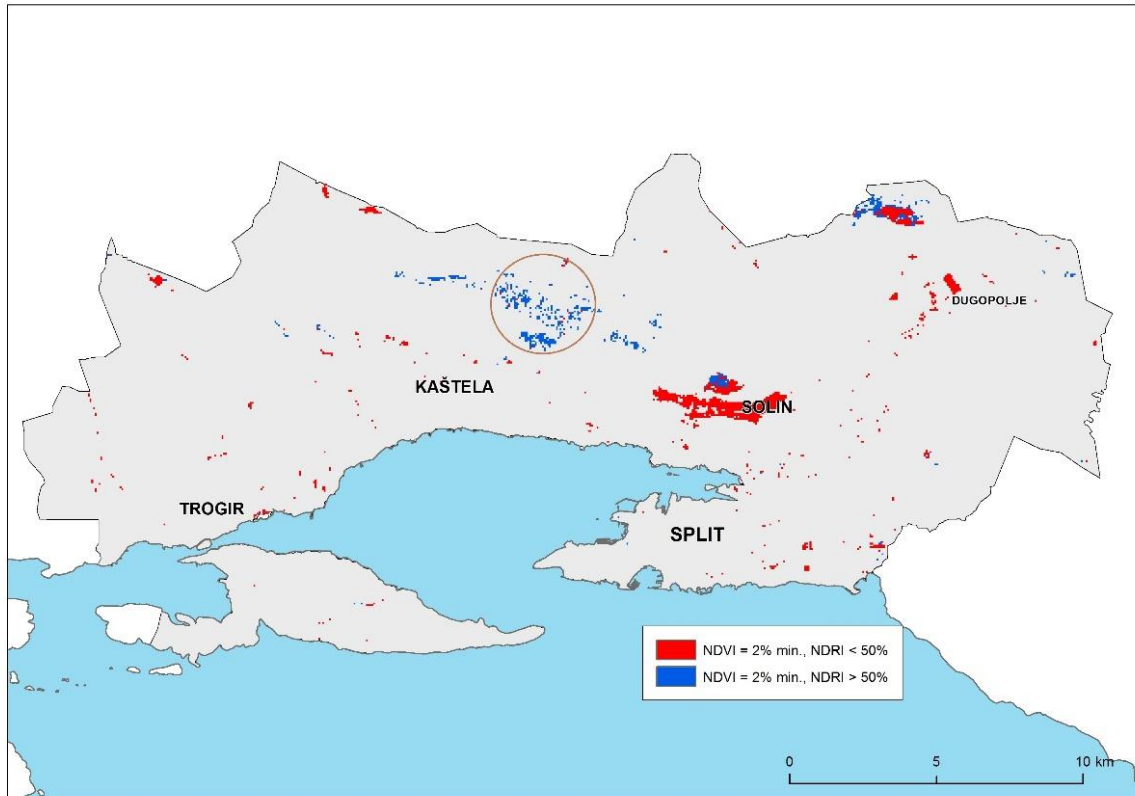 DUGOPOLJE
KAŠTELA
SOLIN
TROGIR
SPLIT
NDVI = 2% min., NDRI < 50%
NDVI = 2% min., NDRI > 50%
0 5 10 km